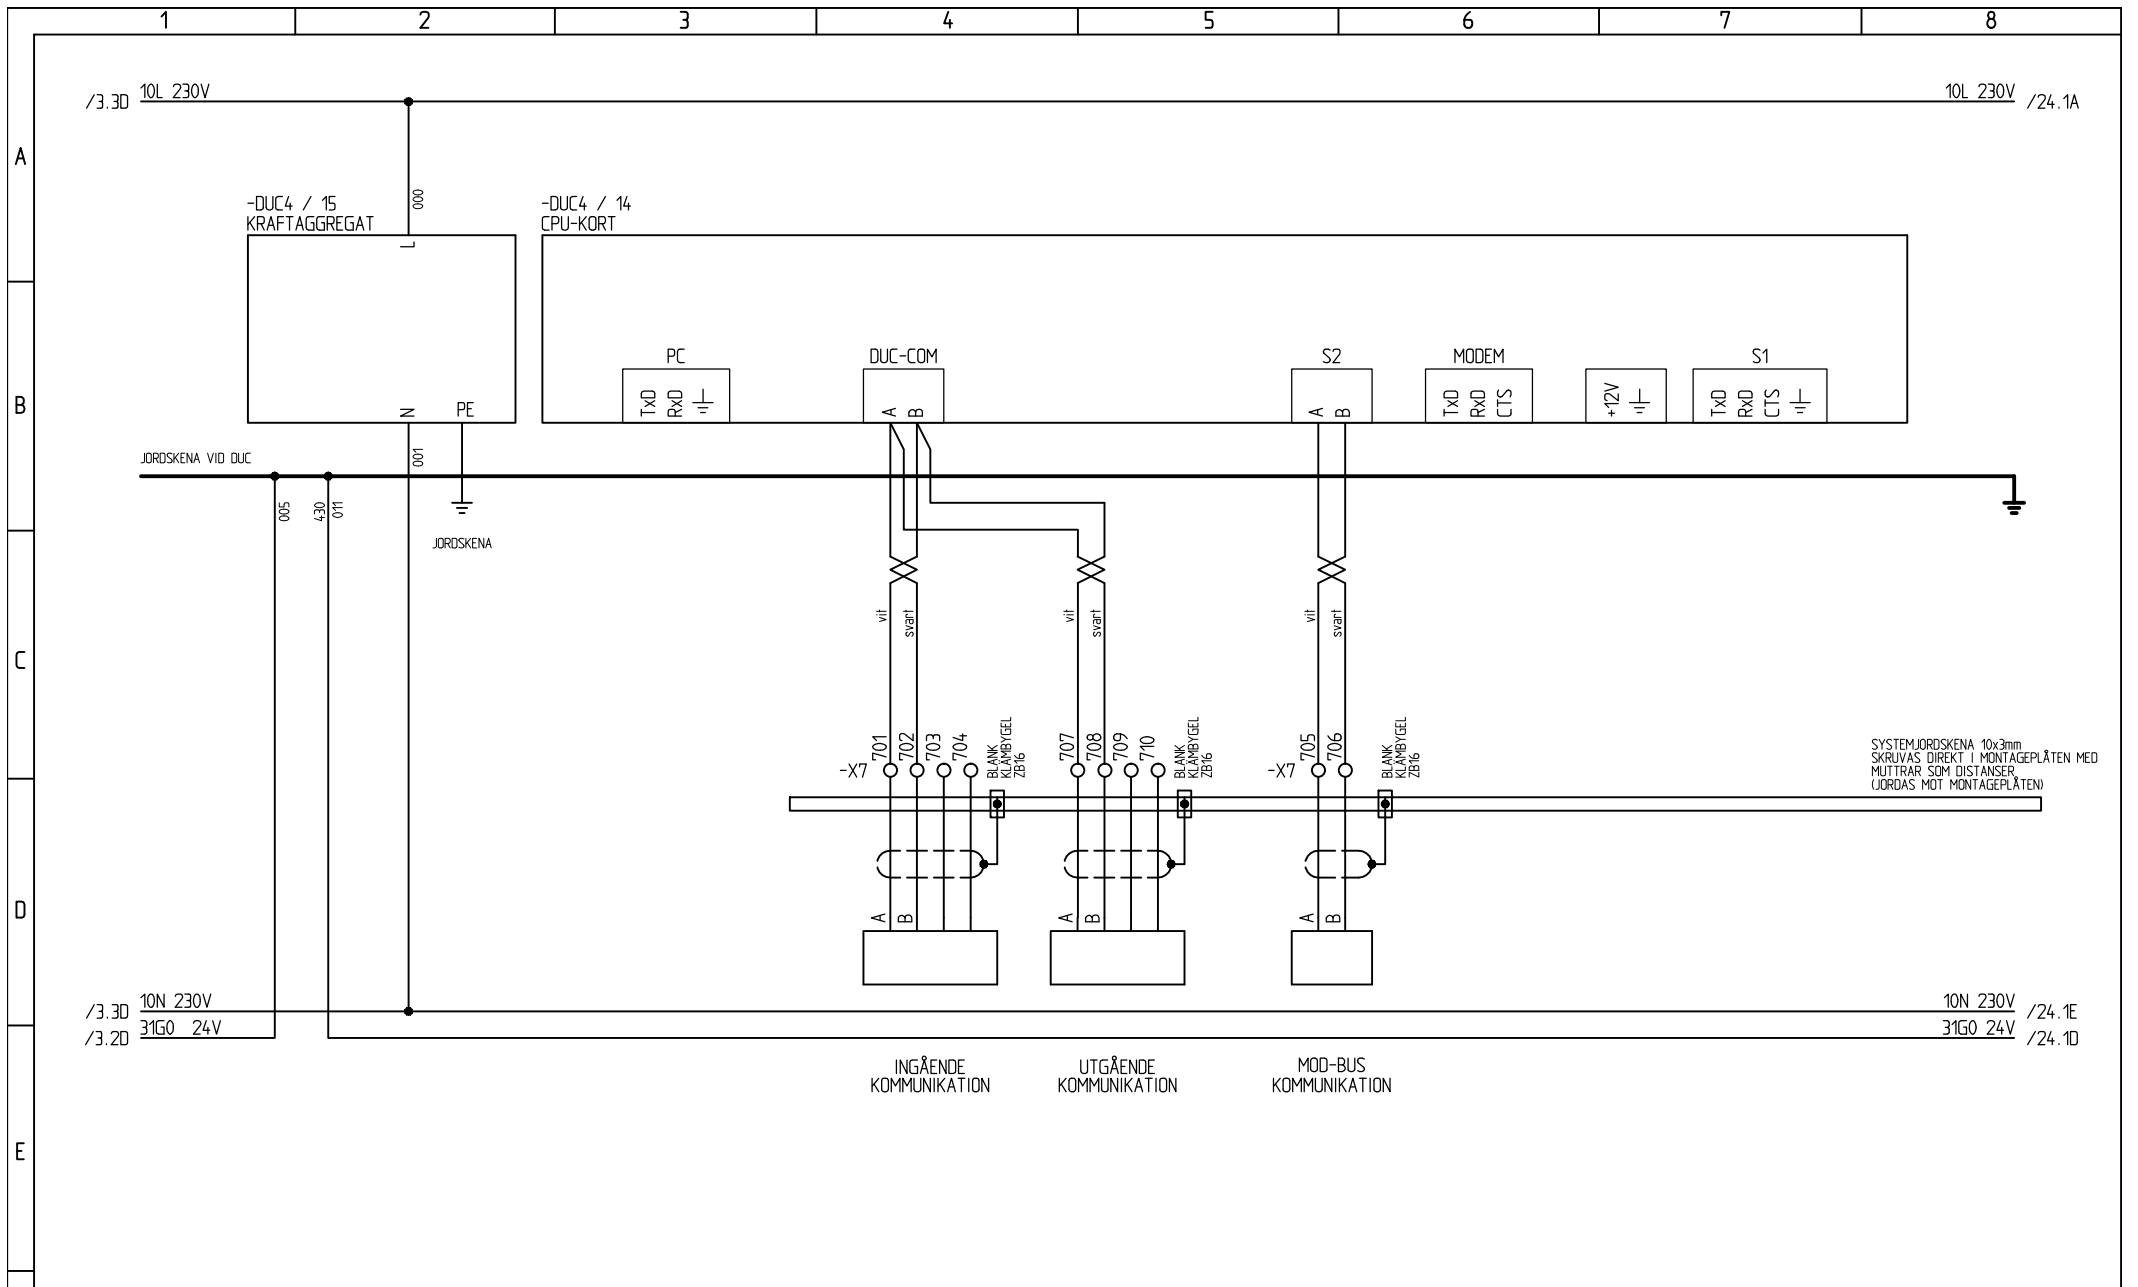 1 2 3 4 5 6 7 8
10L 230V
/3.3D
10L 230V
/24.1A
A
000
-DUC4 / 15
KRAFTAGGREGAT
-DUC4 / 14
CPU-KORT
L
PC
DUC-COM
S2
MODEM
S1
B
N
PE
TxD
RxD
A
B
A
B
TxD
RxD
CTS
+12V
TxD
RxD
CTS
001
JORDSKENA VID DUC
005
430
011
JORDSKENA
vit
svart
vit
svart
vit
svart
C
-X7
701
702
703
704
BLANK
KLÄMBYGEL
ZB16
707
708
709
710
BLANK
KLÄMBYGEL
ZB16
-X7
705
706
BLANK
KLÄMBYGEL
ZB16
SYSTEMJORDSKENA 10x3mm
SKRUVAS DIREKT I MONTAGEPLÅTEN MED
MUTTRAR SOM DISTANSER
(JORDAS MOT MONTAGEPLÅTEN)
D
A
B
A
B
A
B
10N 230V
/3.3D
31G0 24V
/3.2D
10N 230V
/24.1E
31G0 24V
/24.1D
INGÅENDE
KOMMUNIKATION
UTGÅENDE
KOMMUNIKATION
MOD-BUS
KOMMUNIKATION
E